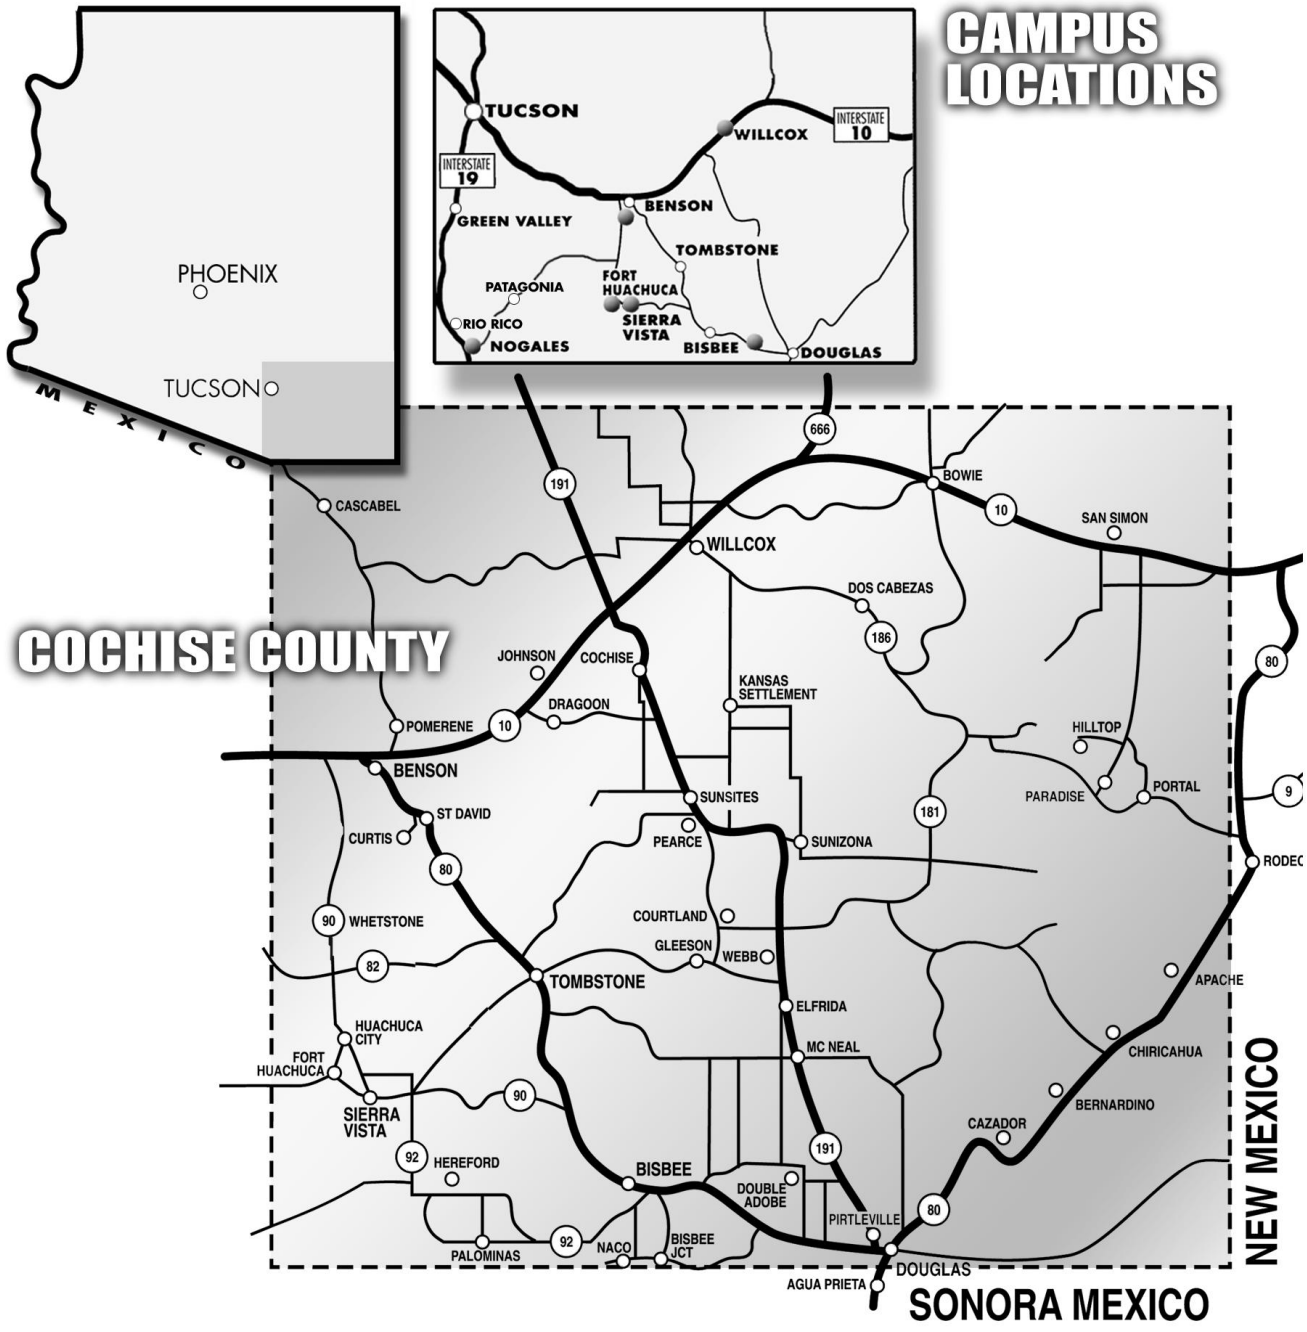 CAMPUS
LOCATIONS
PHOENIX
TUCSON
MEXICO
TUCSON
INTERSTATE
19
INTERSTATE
10
WILLCOX
BENSON
GREEN VALLEY
TOMBSTONE
FORT
HUACHUCA
PATAGONIA
SIERRA
VISTA
RIO RICO
NOGALES
BISBEE
DOUGLAS
COCHISE COUNTY
666
191
CASCABEL
BOWIE
10
SAN SIMON
WILLCOX
DOS CABEZAS
186
80
JOHNSON
COCHISE
KANSAS
SETTLEMENT
DRAGOON
10
POMERENE
HILLTOP
BENSON
PARADISE
PORTAL
9
SUNSITES
ST DAVID
CURTIS
PEARCE
SUNIZONA
181
80
RODEO
90
WHETSTONE
COURTLAND
GLEESON
WEBB
82
TOMBSTONE
APACHE
ELFRIDA
HUACHUCA
CITY
FORT
HUACHUCA
MC NEAL
CHIRICAHUA
SIERRA
VISTA
90
BERNARDINO
CAZADOR
92
HEREFORD
BISBEE
191
DOUBLE
ADOBE
80
PIRTLEVILLE
PALOMINAS
92
NACO
BISBEE
JCT
DOUGLAS
AGUA PRIETA
NEW MEXICO
SONORA MEXICO